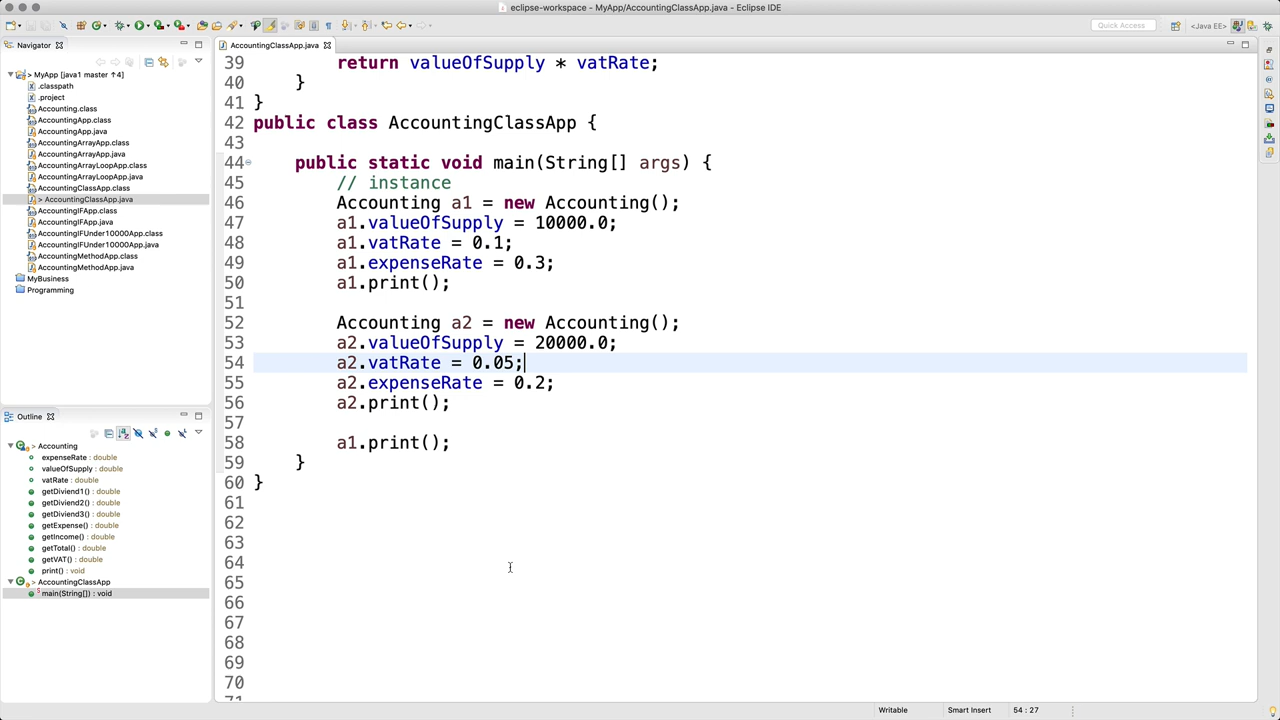 eclipse-workspace - MyApp/AccountingClassApp.java - Eclipse IDE
Quick Access
<Java EE>
Navigator
AccountingClassApp.java
> MyApp [java1 master ↑4]
.classpath
.project
Accounting.class
AccountingApp.class
AccountingApp.java
AccountingArrayApp.class
AccountingArrayApp.java
AccountingArrayLoopApp.class
AccountingArrayLoopApp.java
AccountingClassApp.class
> AccountingClassApp.java
AccountingIFApp.class
AccountingIFApp.java
AccountingIFUnder10000App.class
AccountingIFUnder10000App.java
AccountingMethodApp.class
AccountingMethodApp.java
MyBusiness
Programming
Outline
> Accounting
expenseRate : double
valueOfSupply : double
vatRate : double
getDiviend1() : double
getDiviend2() : double
getDiviend3() : double
getExpense() : double
getIncome() : double
getTotal() : double
getVAT() : double
print() : void
> AccountingClassApp
main(String[]) : void
39 return valueOfSupply * vatRate;
40 }
41 }
42 public class AccountingClassApp {
43
44 public static void main(String[] args) {
45 // instance
46 Accounting a1 = new Accounting();
47 a1.valueOfSupply = 10000.0;
48 a1.vatRate = 0.1;
49 a1.expenseRate = 0.3;
50 a1.print();
51
52 Accounting a2 = new Accounting();
53 a2.valueOfSupply = 20000.0;
54 a2.vatRate = 0.05;
55 a2.expenseRate = 0.2;
56 a2.print();
57
58 a1.print();
59 }
60 }
61
62
63
64
65
66
67
68
69
70
71
Writable
Smart Insert
54 : 27